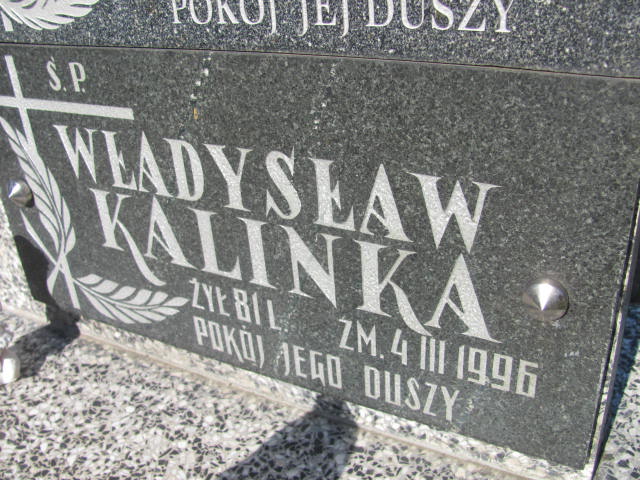 POKÓJ JEJ DUSZY
Ś.P.
WŁADYSŁAW
KALINKA
ŻYŁ 81 L. ZM. 4 III 1996
POKÓJ JEGO DUSZY